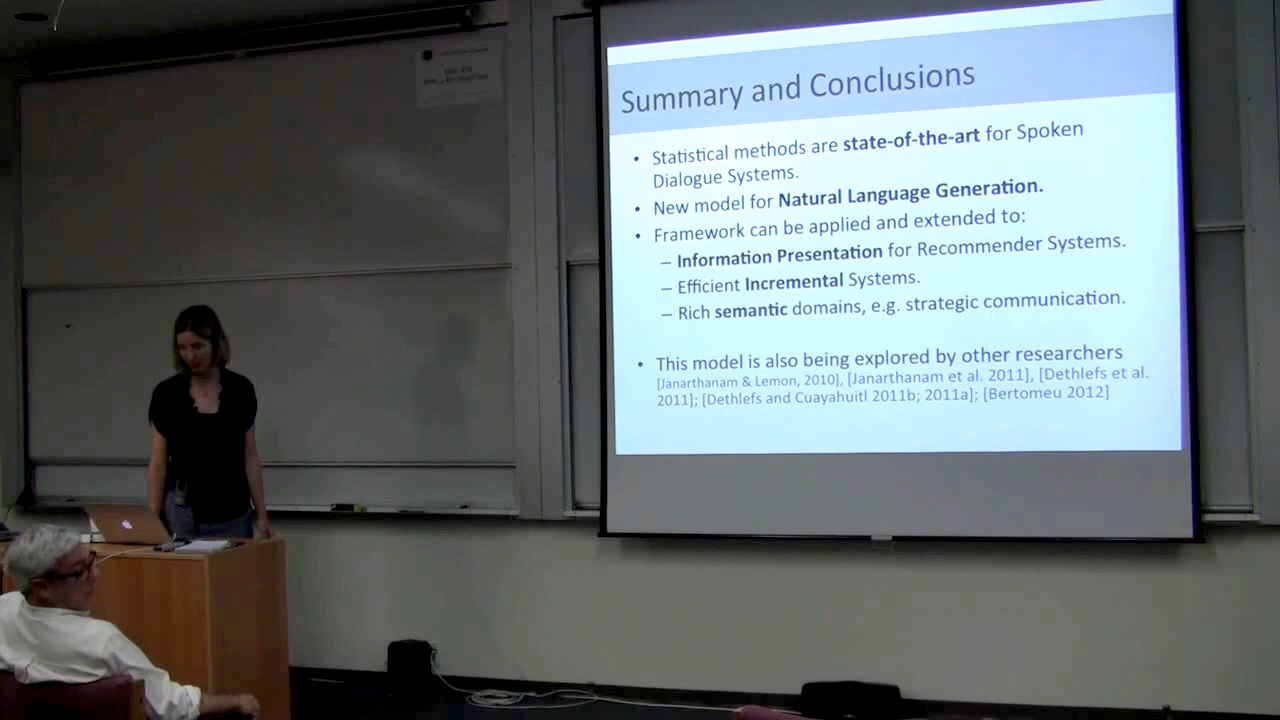 Summary and Conclusions
• Statistical methods are state-of-the-art for Spoken
Dialogue Systems.
• New model for Natural Language Generation.
• Framework can be applied and extended to:
– Information Presentation for Recommender Systems.
– Efficient Incremental Systems.
– Rich semantic domains, e.g. strategic communication.
• This model is also being explored by other researchers
[Janarthanam & Lemon, 2010], [Janarthanam et al. 2011], [Dethlefs et al.
2011]; [Dethlefs and Cuayahuitl 2011b; 2011a]; [Bertomeu 2012]